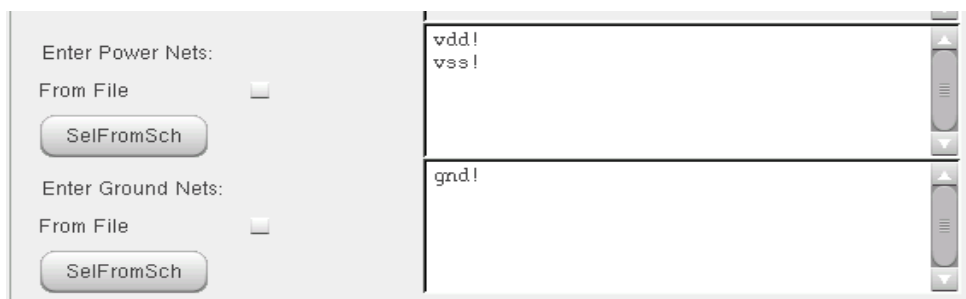 Enter Power Nets:
vdd!
vss!
From File
SelFromSch
Enter Ground Nets:
gnd!
From File
SelFromSch